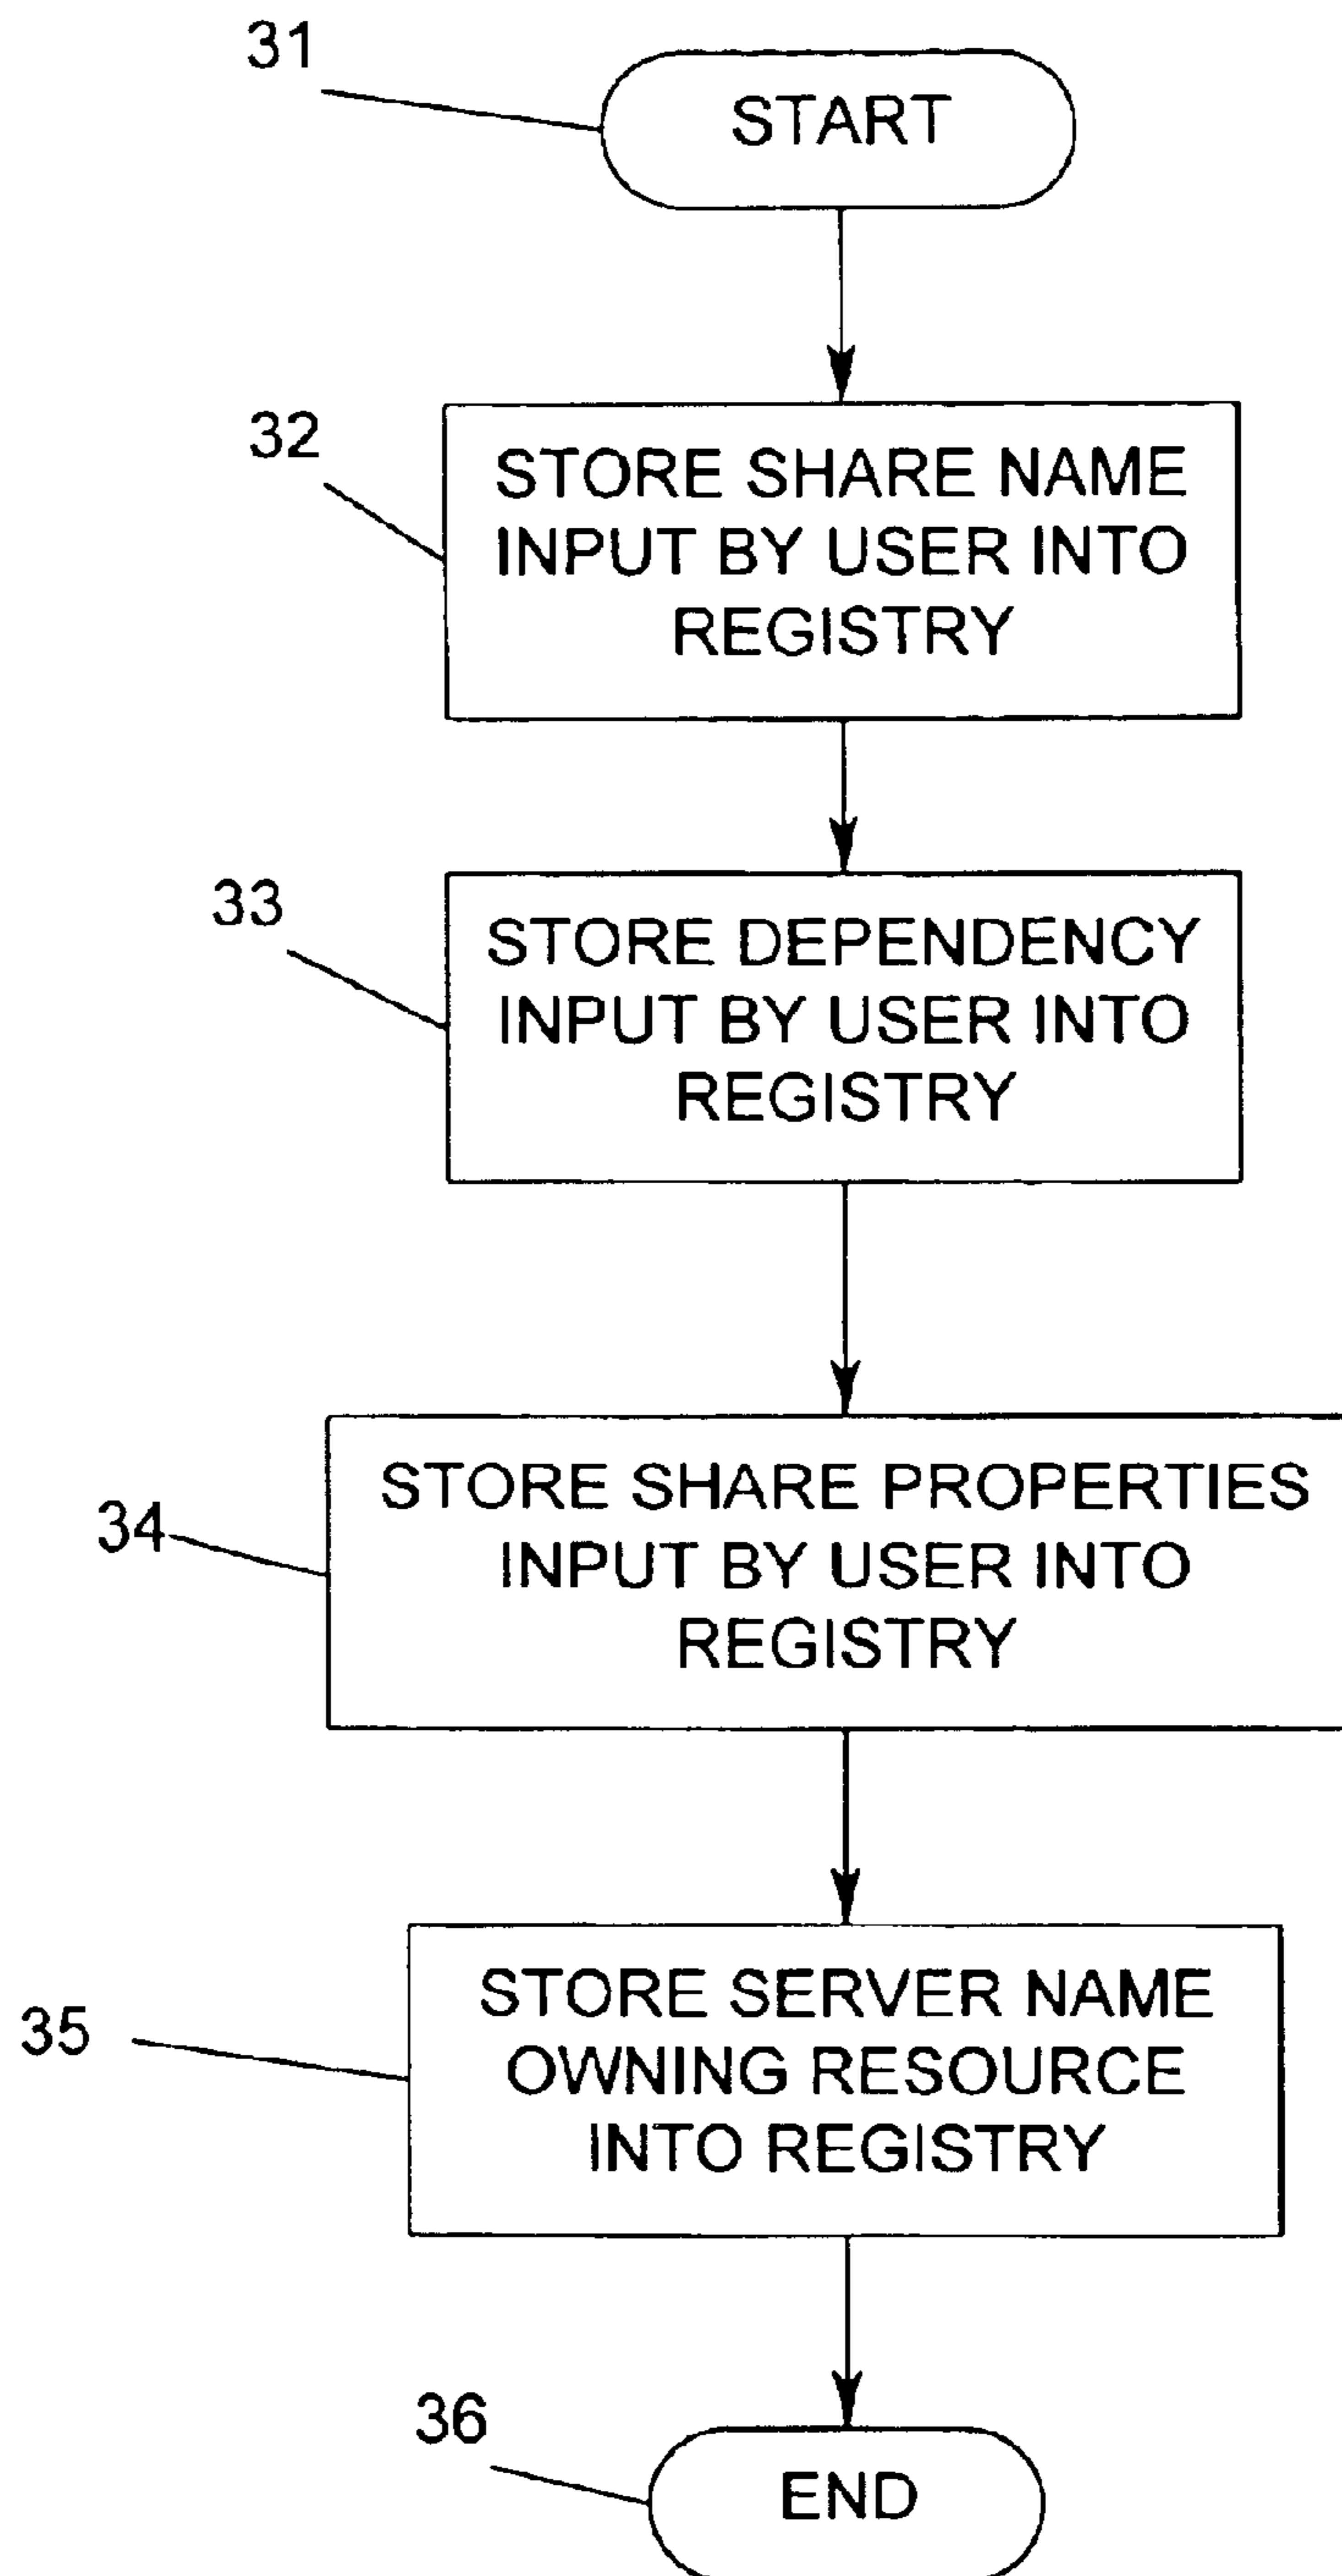 31
START
32
STORE SHARE NAME
INPUT BY USER INTO
REGISTRY
33
STORE DEPENDENCY
INPUT BY USER INTO
REGISTRY
34
STORE SHARE PROPERTIES
INPUT BY USER INTO
REGISTRY
35
STORE SERVER NAME
OWNING RESOURCE
INTO REGISTRY
36
END